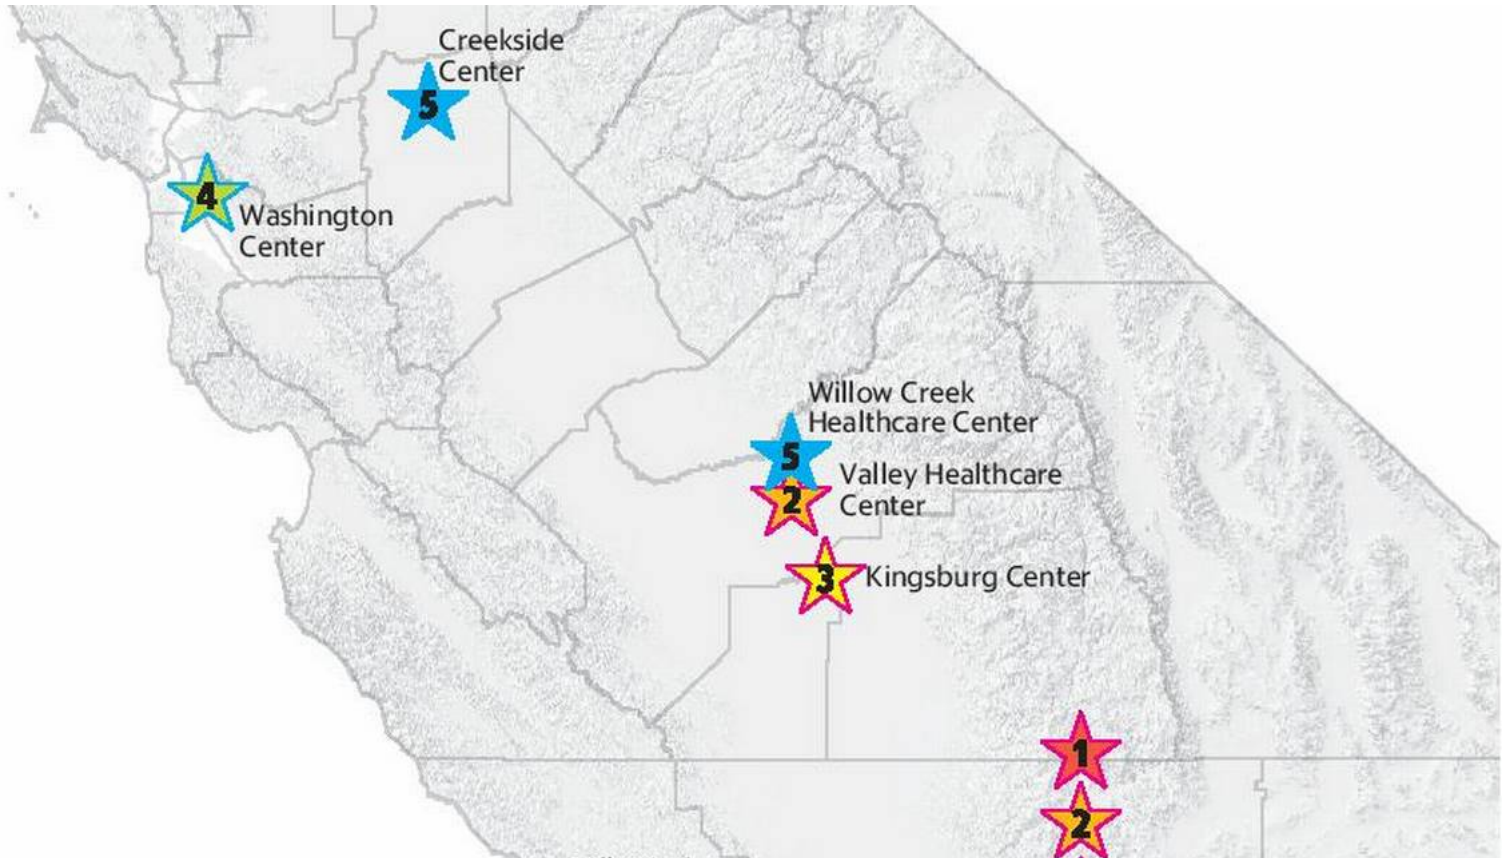 Creekside
Center
5
4
Washington
Center
Willow Creek
Healthcare Center
5
Valley Healthcare
Center
2
3
Kingsburg Center
1
2